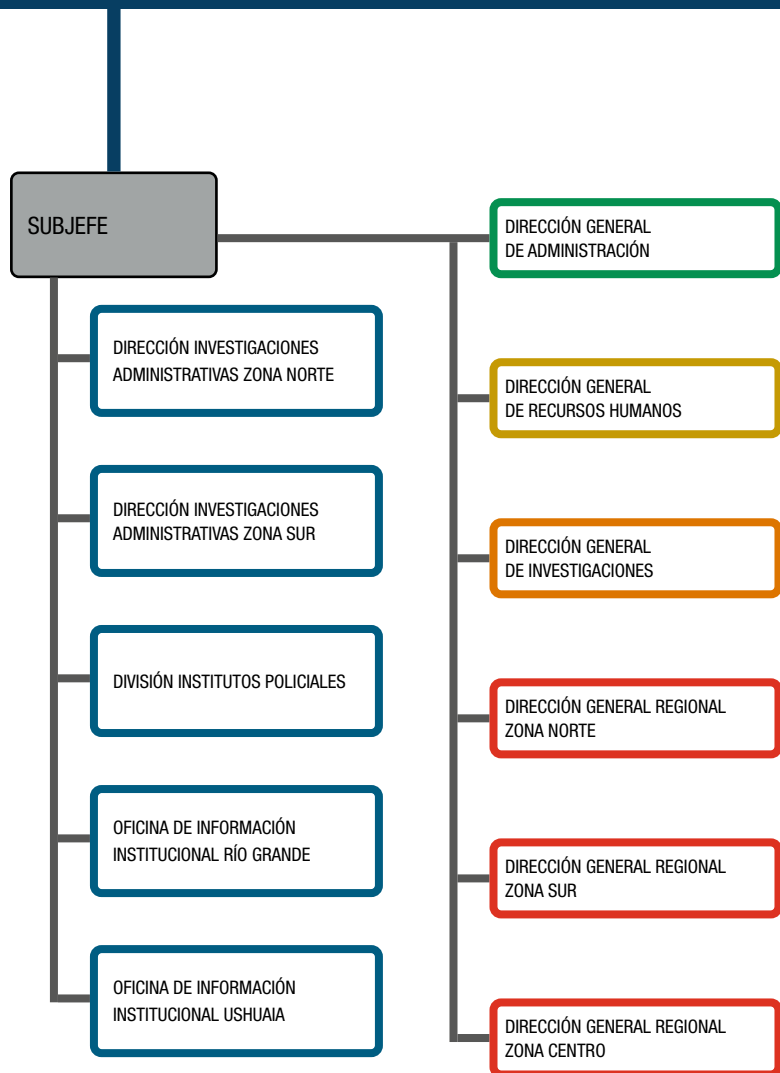 SUBJEFE
DIRECCIÓN INVESTIGACIONES
ADMINISTRATIVAS ZONA NORTE
DIRECCIÓN INVESTIGACIONES
ADMINISTRATIVAS ZONA SUR
DIVISIÓN INSTITUTOS POLICIALES
OFICINA DE INFORMACIÓN
INSTITUCIONAL RÍO GRANDE
OFICINA DE INFORMACIÓN
INSTITUCIONAL USHUAIA
DIRECCIÓN GENERAL
DE ADMINISTRACIÓN
DIRECCIÓN GENERAL
DE RECURSOS HUMANOS
DIRECCIÓN GENERAL
DE INVESTIGACIONES
DIRECCIÓN GENERAL REGIONAL
ZONA NORTE
DIRECCIÓN GENERAL REGIONAL
ZONA SUR
DIRECCIÓN GENERAL REGIONAL
ZONA CENTRO